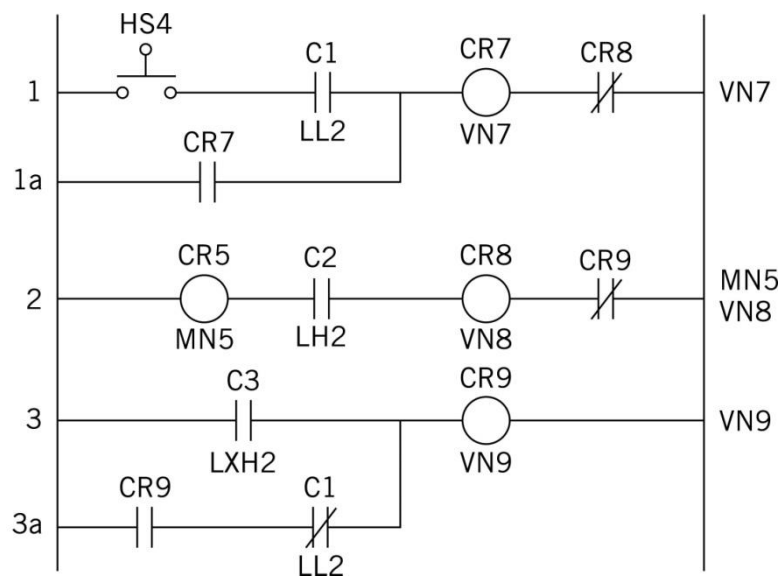 HS4
C1
CR7
CR8
1
VN7
LL2
VN7
CR7
1a
CR5
C2
CR8
CR9
2
MN5
VN8
MN5
LH2
VN8
C3
CR9
3
VN9
LXH2
VN9
CR9
C1
3a
LL2